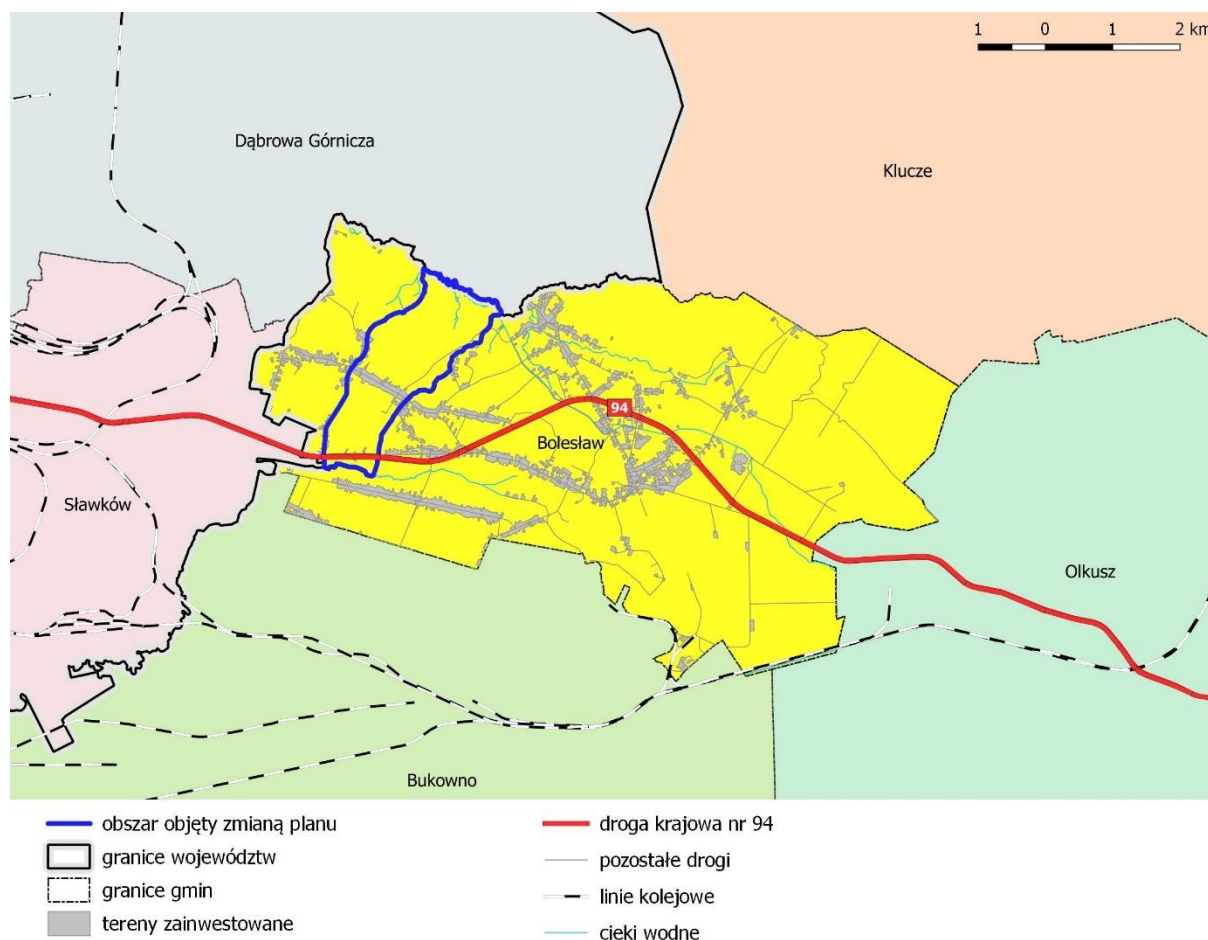 1 0 1 2 km
Dąbrowa Górnicza
Klucze
94
Bolesław
Sławków
Olkusz
Bukowno
obszar objęty zmianą planu
granice województw
granice gmin
tereny zainwestowane
droga krajowa nr 94
pozostałe drogi
linie kolejowe
cieki wodne